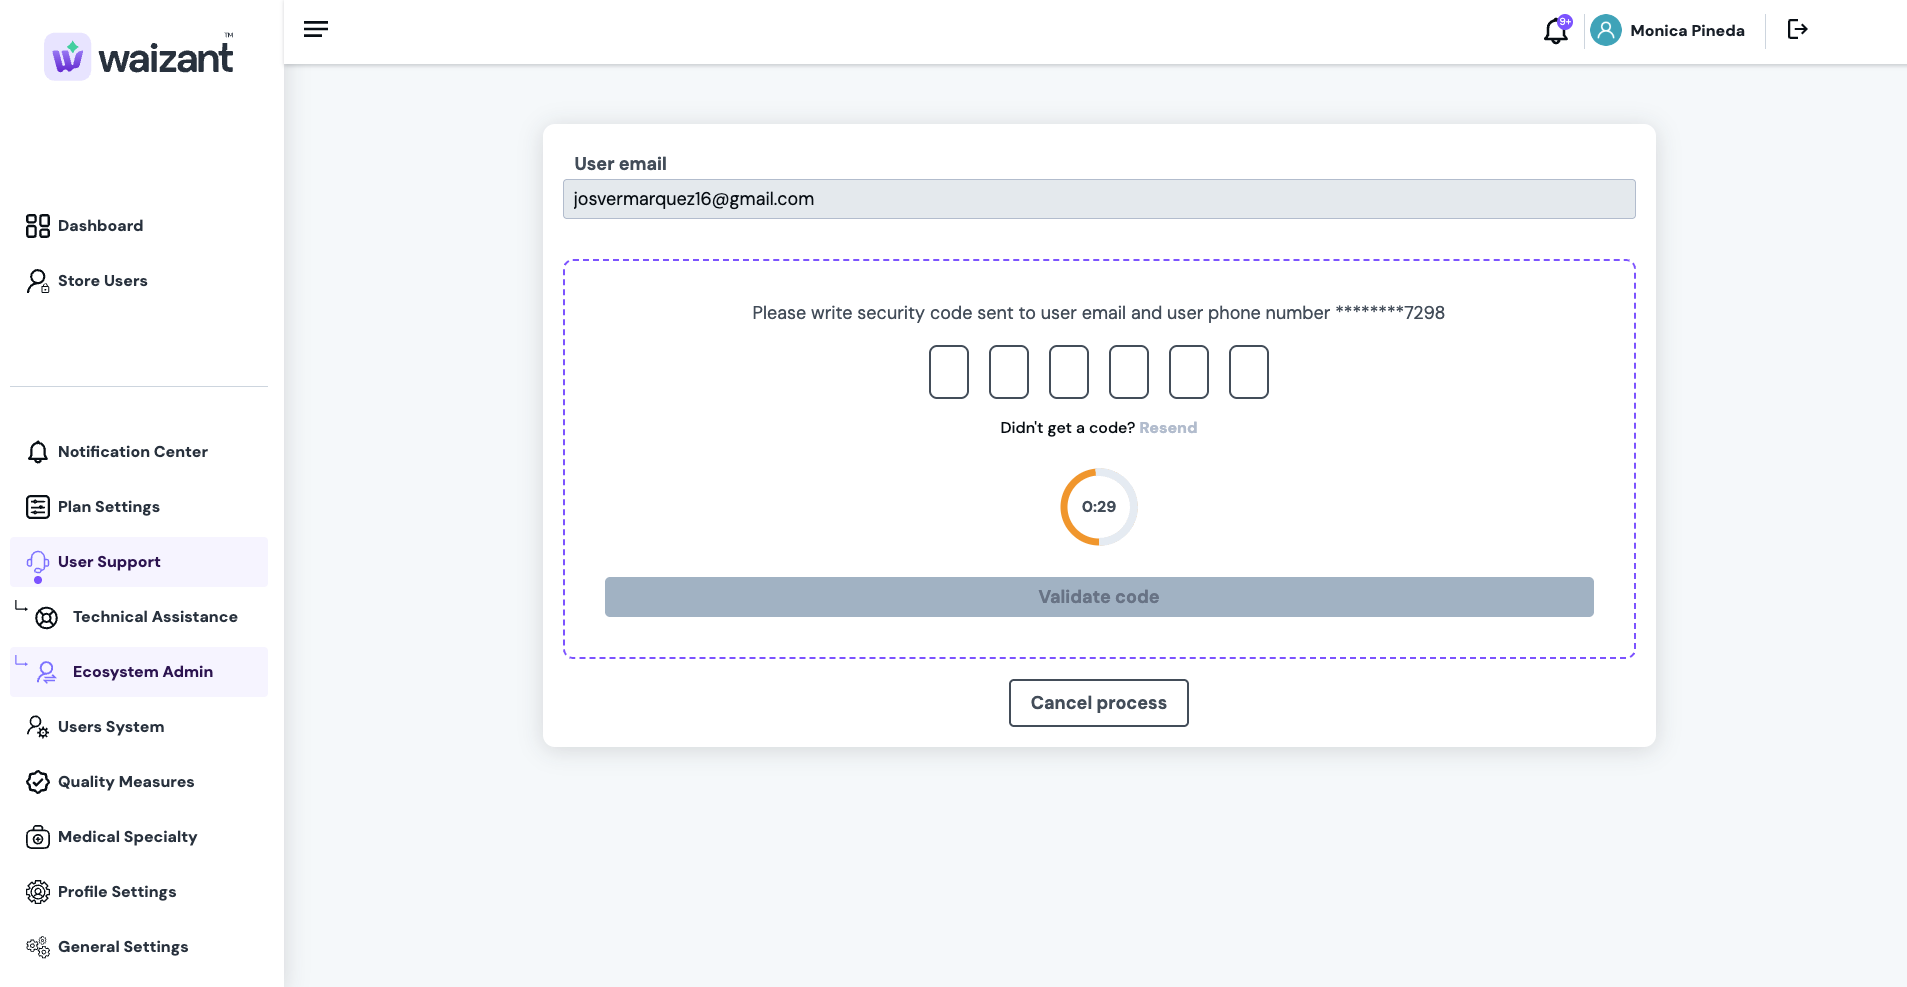 waizant™
9+
Monica Pineda
Dashboard
Store Users
Notification Center
Plan Settings
User Support
Technical Assistance
Ecosystem Admin
Users System
Quality Measures
Medical Specialty
Profile Settings
General Settings
User email
josvermarquez16@gmail.com
Please write security code sent to user email and user phone number ********7298
Didn't get a code? Resend
0:29
Validate code
Cancel process